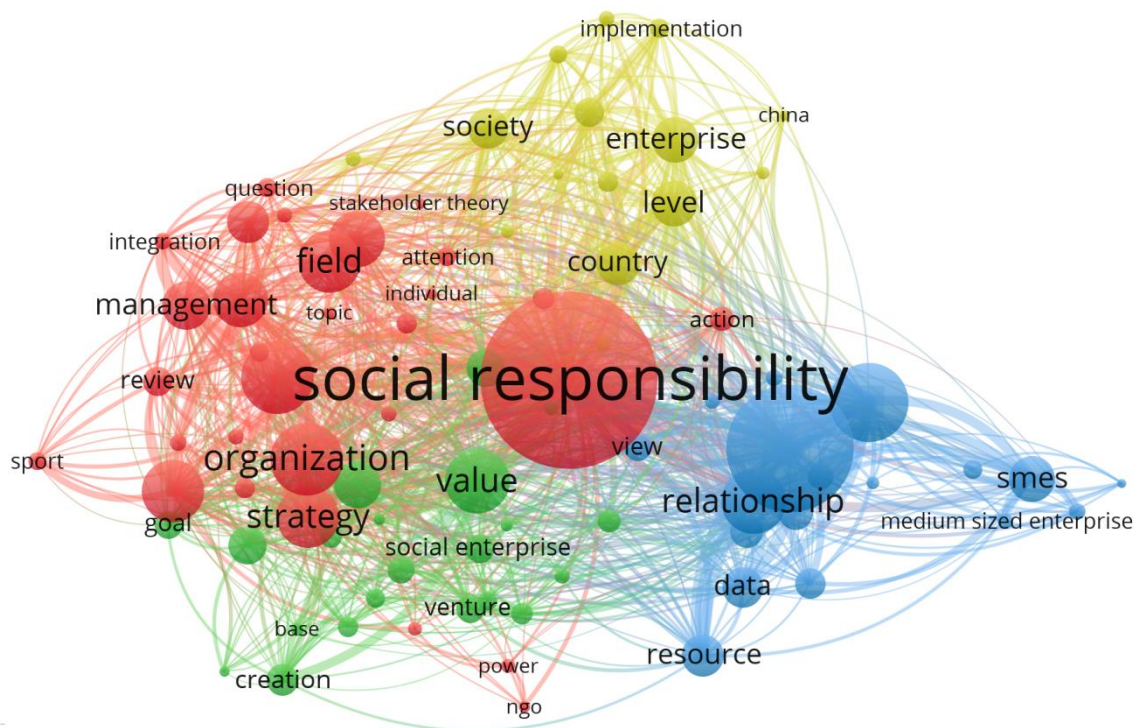 implementation
china
society
enterprise
question
stakeholder theory
level
integration
field
attention
country
management
individual
topic
action
social responsibility
review
organization
view
sport
value
relationship
smes
goal
strategy
medium sized enterprise
social enterprise
data
venture
base
resource
creation
power
ngo